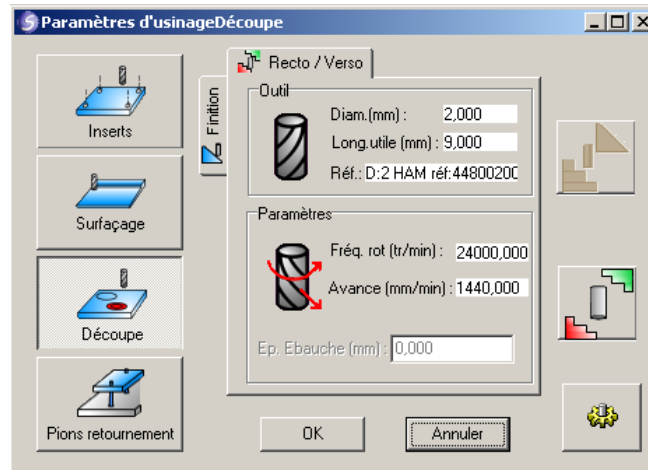 Paramètres d'usinageDécoupe
Inserts
Surfaçage
Découpe
Pions retournement
Finition
Recto / Verso
Outil
Diam.(mm) : 2,000
Long.utile (mm) : 9,000
Réf.: D:2 HAM réf:44800200
Paramètres
Fréq. rot (tr/min) : 24000,000
Avance (mm/min) : 1440,000
Ep. Ebauche (mm) : 0,000
OK
Annuler